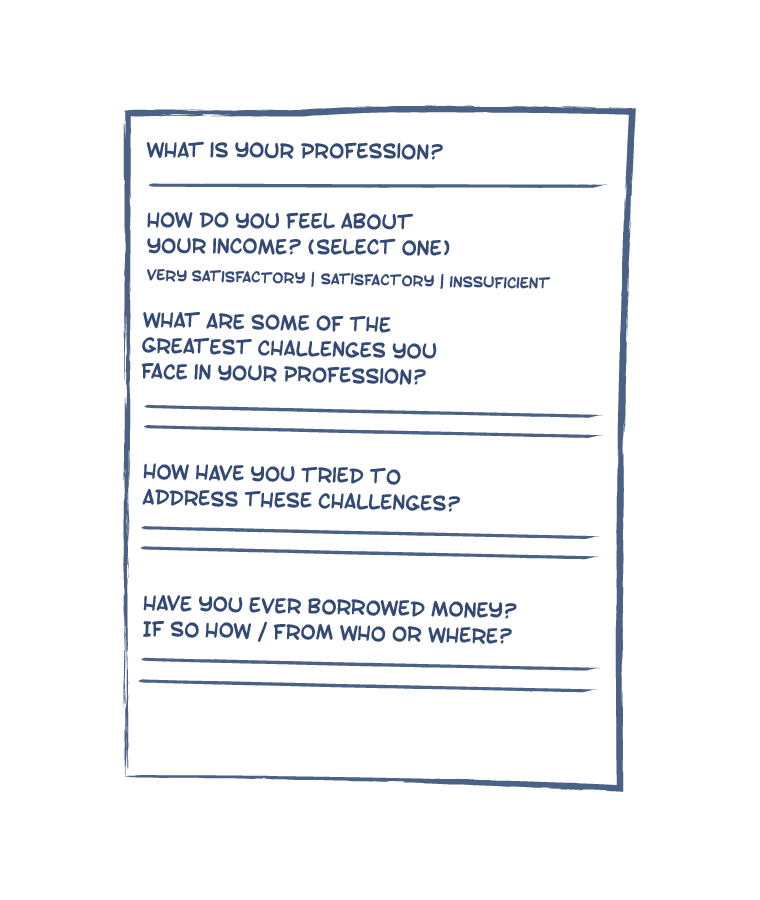 WHAT IS YOUR PROFESSION?
HOW DO YOU FEEL ABOUT
YOUR INCOME? (SELECT ONE)
VERY SATISFACTORY | SATISFACTORY | INSSUFICIENT
WHAT ARE SOME OF THE
GREATEST CHALLENGES YOU
FACE IN YOUR PROFESSION?
HOW HAVE YOU TRIED TO
ADDRESS THESE CHALLENGES?
HAVE YOU EVER BORROWED MONEY?
IF SO HOW / FROM WHO OR WHERE?